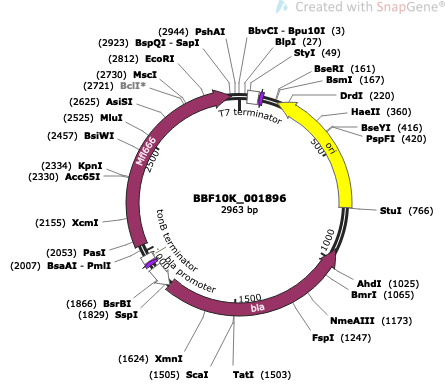 Created with SnapGene®
(2944) PshAI
BbvCI - Bpu10I (3)
(2923) BspQI - SapI
BlpI (27)
StyI (49)
(2812) EcoRI
BseRI (161)
(2730) MscI
BsmI (167)
(2721) BclI*
DrdI (220)
(2625) AsiSI
T7 terminator
HaeII (360)
(2525) MluI
BseYI (416)
(2457) BsiWI
PspFI (420)
Mfl666
2500
500
ori
(2334) KpnI
(2330) Acc65I
BBF10K_001896
2963 bp
StuI (766)
(2155) XcmI
tonB terminator
1000
(2053) PasI
(2007) BsaAI - PmlI
bla promoter
AhdI (1025)
BmrI (1065)
(1866) BsrBI
(1829) SspI
1500
bla
NmeAIII (1173)
FspI (1247)
(1624) XmnI
(1505) ScaI
TatI (1503)